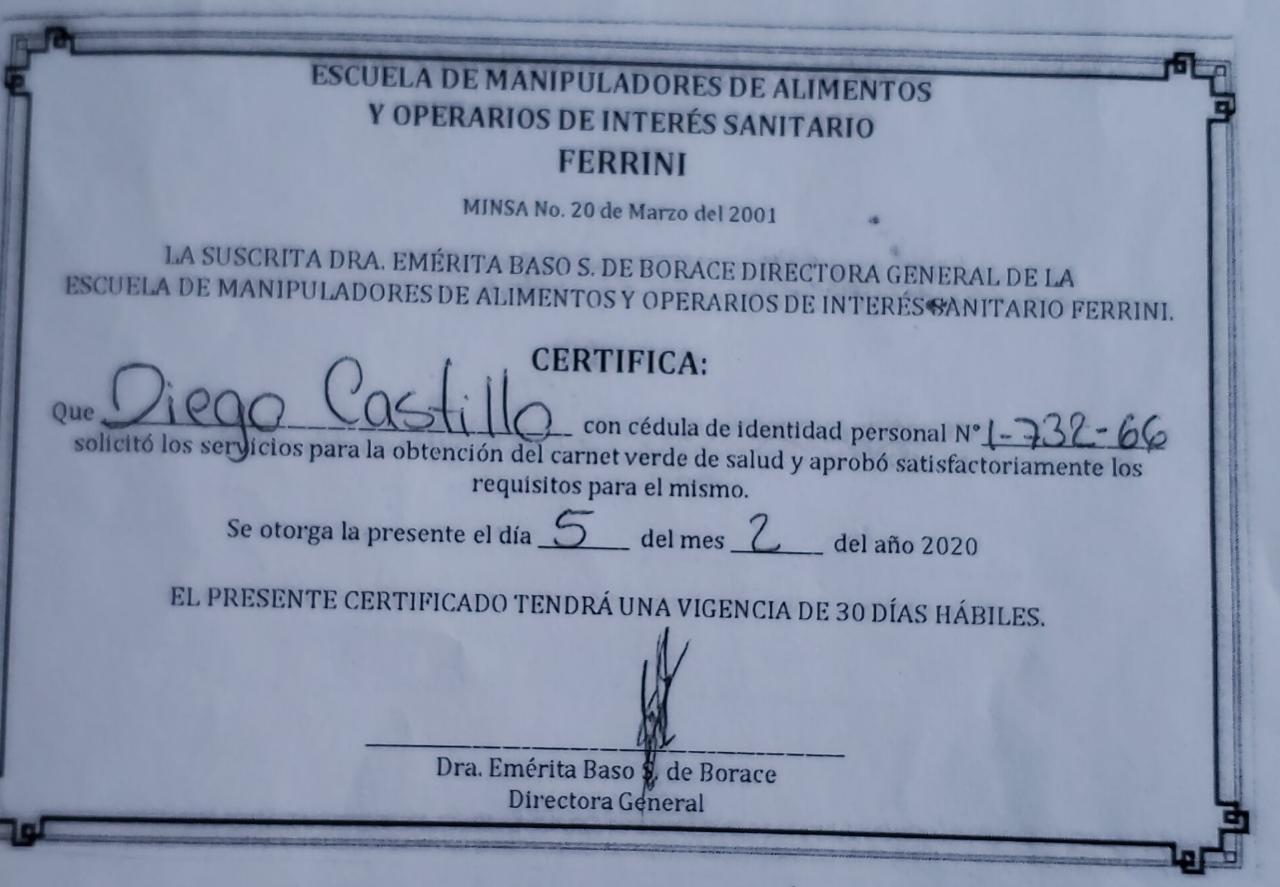 ESCUELA DE MANIPULADORES DE ALIMENTOS
Y OPERARIOS DE INTERÉS SANITARIO
FERRINI
MINSA No. 20 de Marzo del 2001
LA SUSCRITA DRA. EMÉRITA BASO S. DE BORACE DIRECTORA GENERAL DE LA
ESCUELA DE MANIPULADORES DE ALIMENTOS Y OPERARIOS DE INTERÉS SANITARIO FERRINI.
CERTIFICA:
Que Diego Castillo con cédula de identidad personal N° 1-732-66
solicitó los servicios para la obtención del carnet verde de salud y aprobó satisfactoriamente los
requisitos para el mismo.
Se otorga la presente el día 5 del mes 2 del año 2020
EL PRESENTE CERTIFICADO TENDRÁ UNA VIGENCIA DE 30 DÍAS HÁBILES.
Dra. Emérita Baso S. de Borace
Directora General